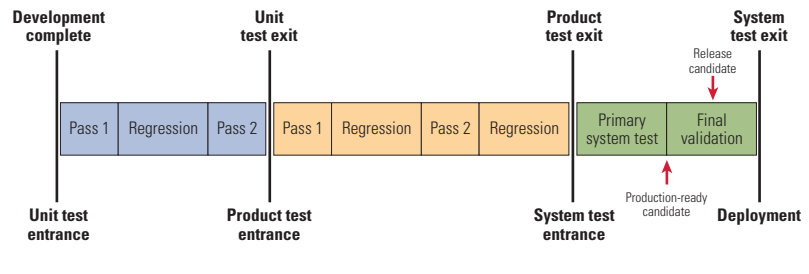 Development
complete
Unit
test exit
Product
test exit
System
test exit
Release
candidate
Pass 1
Regression
Pass 2
Pass 1
Regression
Pass 2
Regression
Primary
system test
Final
validation
Production-ready
candidate
Unit test
entrance
Product test
entrance
System test
entrance
Deployment